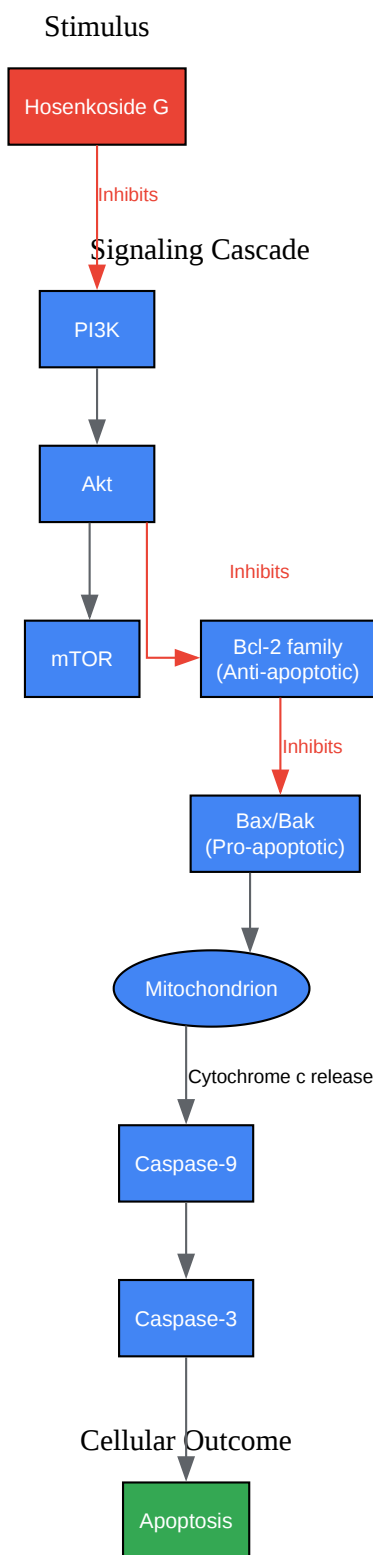 Stimulus
Hosenkoside G
Inhibits
Signaling Cascade
PI3K
Akt
Inhibits
mTOR
Bcl-2 family
(Anti-apoptotic)
Inhibits
Bax/Bak
(Pro-apoptotic)
Mitochondrion
Cytochrome c release
Caspase-9
Caspase-3
Cellular Outcome
Apoptosis